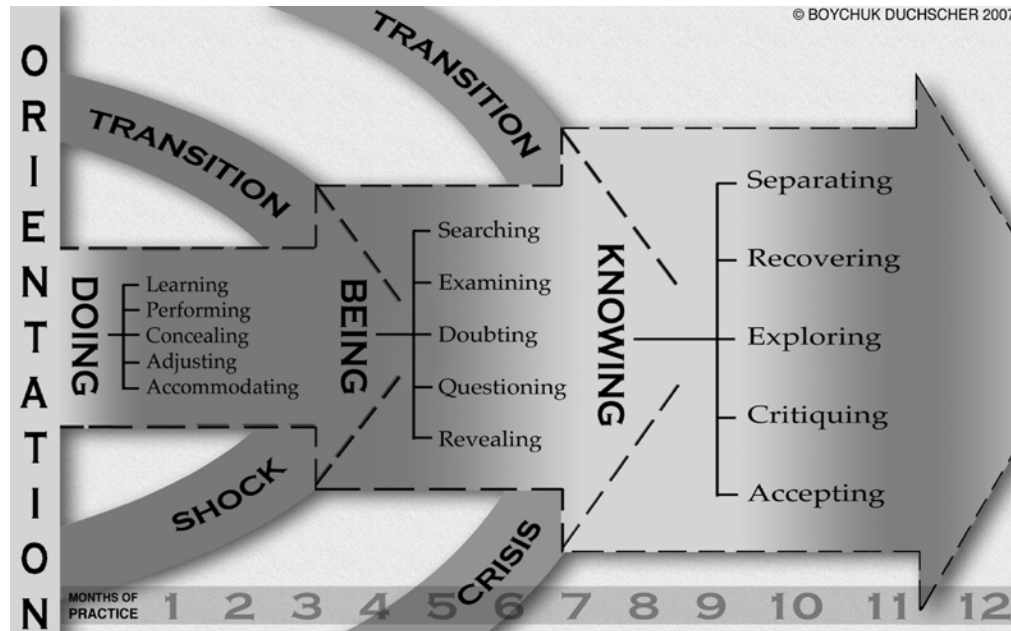 © BOYCHUK DUCHSCHER 2007
ORIENTATION
TRANSITION
TRANSITION
DOING
Learning
Performing
Concealing
Adjusting
Accommodating
BEING
Searching
Examining
Doubting
Questioning
Revealing
KNOWING
Separating
Recovering
Exploring
Critiquing
Accepting
SHOCK
CRISIS
MONTHS OF
PRACTICE
1 2 3 4 5 6 7 8 9 10 11 12